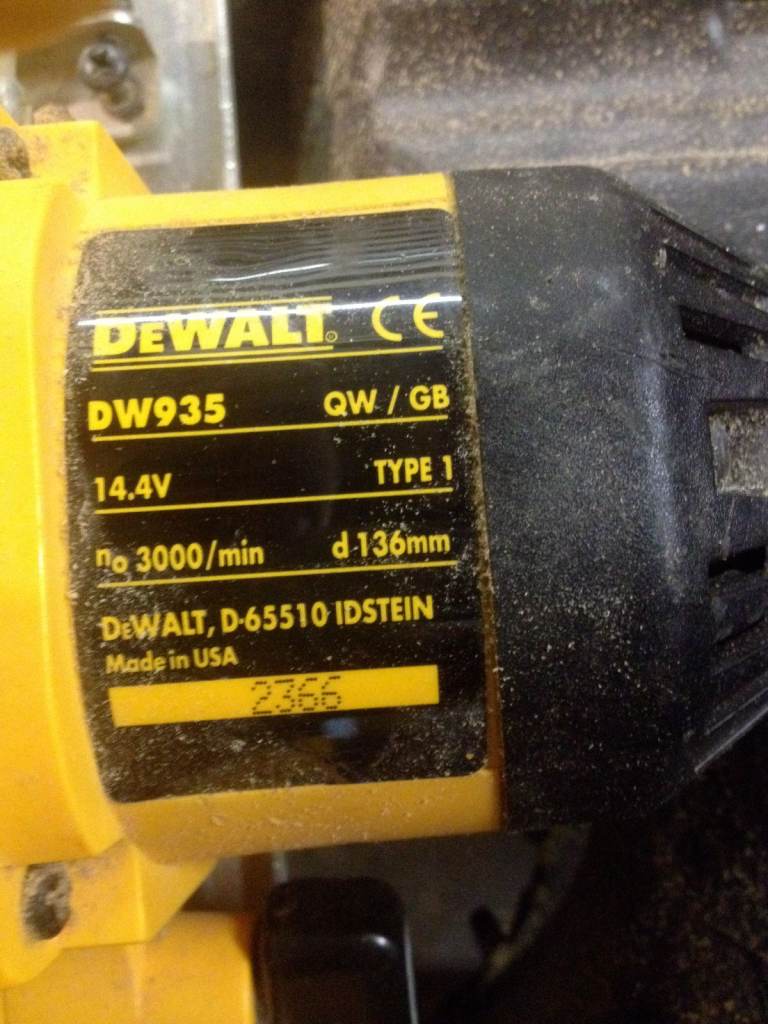 DEWALT® CE
DW935 QW / GB
14.4V TYPE 1
no 3000/min d 136mm
DEWALT, D-65510 IDSTEIN
Made in USA
2366